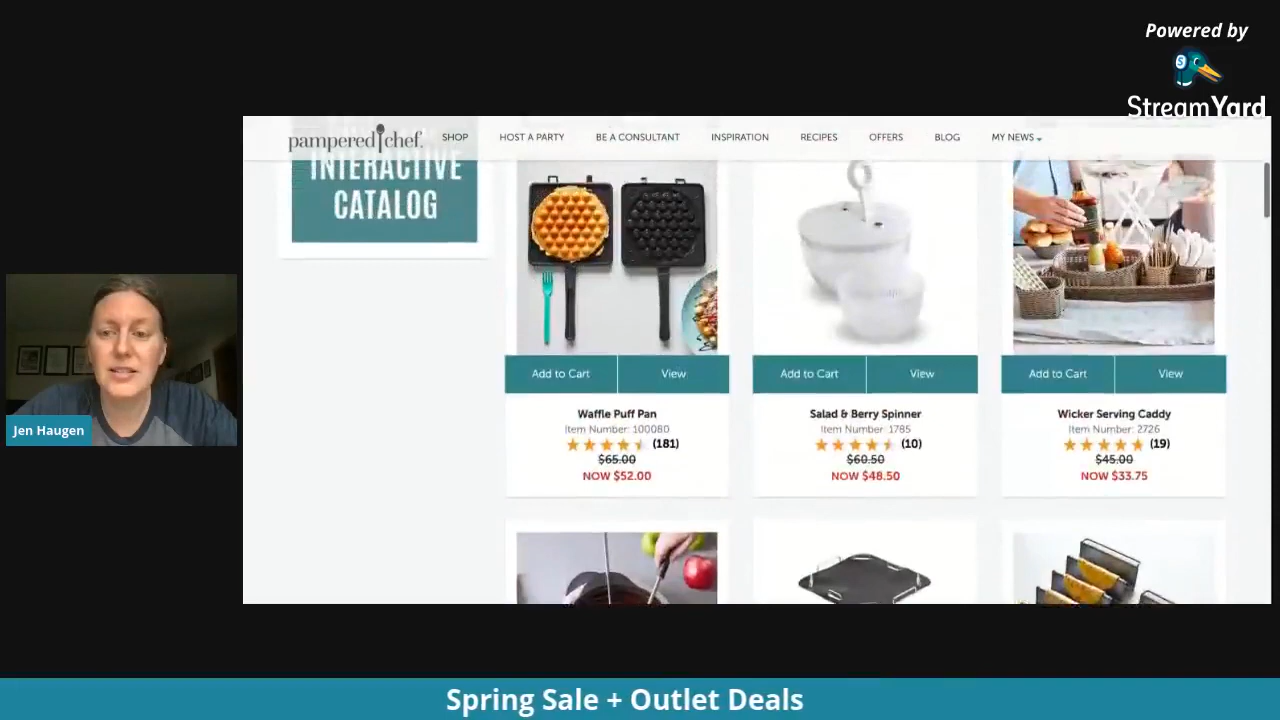 Powered by
StreamYard
pampered chef
SHOP
HOST A PARTY
BE A CONSULTANT
INSPIRATION
RECIPES
OFFERS
BLOG
MY NEWS
INTERACTIVE
CATALOG
Add to Cart
View
Add to Cart
View
Add to Cart
View
Waffle Puff Pan
Item Number: 100080
(181)
$65.00
NOW $52.00
Salad & Berry Spinner
Item Number: 1785
(10)
$60.50
NOW $48.50
Wicker Serving Caddy
Item Number: 2726
(19)
$45.00
NOW $33.75
Jen Haugen
Spring Sale + Outlet Deals